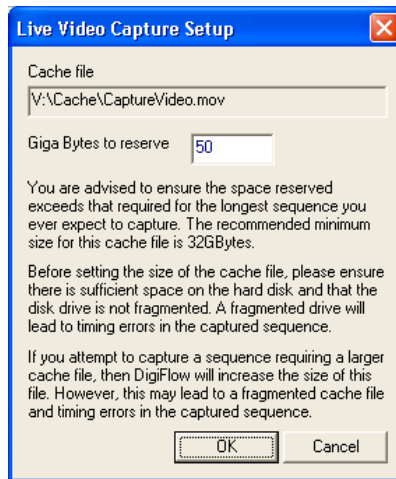 Live Video Capture Setup
Cache file
V:\Cache\CaptureVideo.mov
Giga Bytes to reserve 50
You are advised to ensure the space reserved
exceeds that required for the longest sequence you
ever expect to capture. The recommended minimum
size for this cache file is 32GBytes.
Before setting the size of the cache file, please ensure
there is sufficient space on the hard disk and that the
disk drive is not fragmented. A fragmented drive will
lead to timing errors in the captured sequence.
If you attempt to capture a sequence requiring a larger
cache file, then DigiFlow will increase the size of this
file. However, this may lead to a fragmented cache file
and timing errors in the captured sequence.
OK Cancel